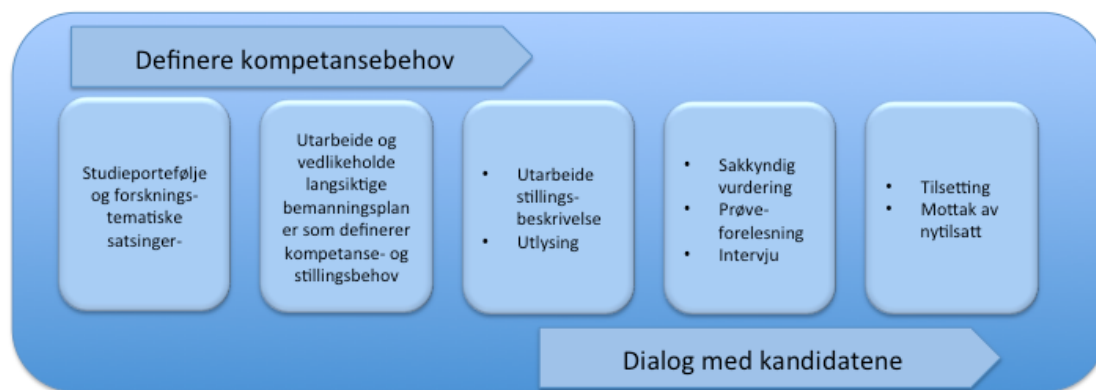 Definere kompetansebehov
Studieportefølje
og forsknings-
tematiske
satsinger-
Utarbeide og
vedlikeholde
langsiktige
bemanningsplan
er som definerer
kompetanse- og
stillingsbehov
• Utarbeide
stillings-
beskrivelse
• Utlysing
• Sakkyndig
vurdering
• Prøve-
forelesning
• Intervju
• Tilsetting
• Mottak av
nytilsatt
Dialog med kandidatene